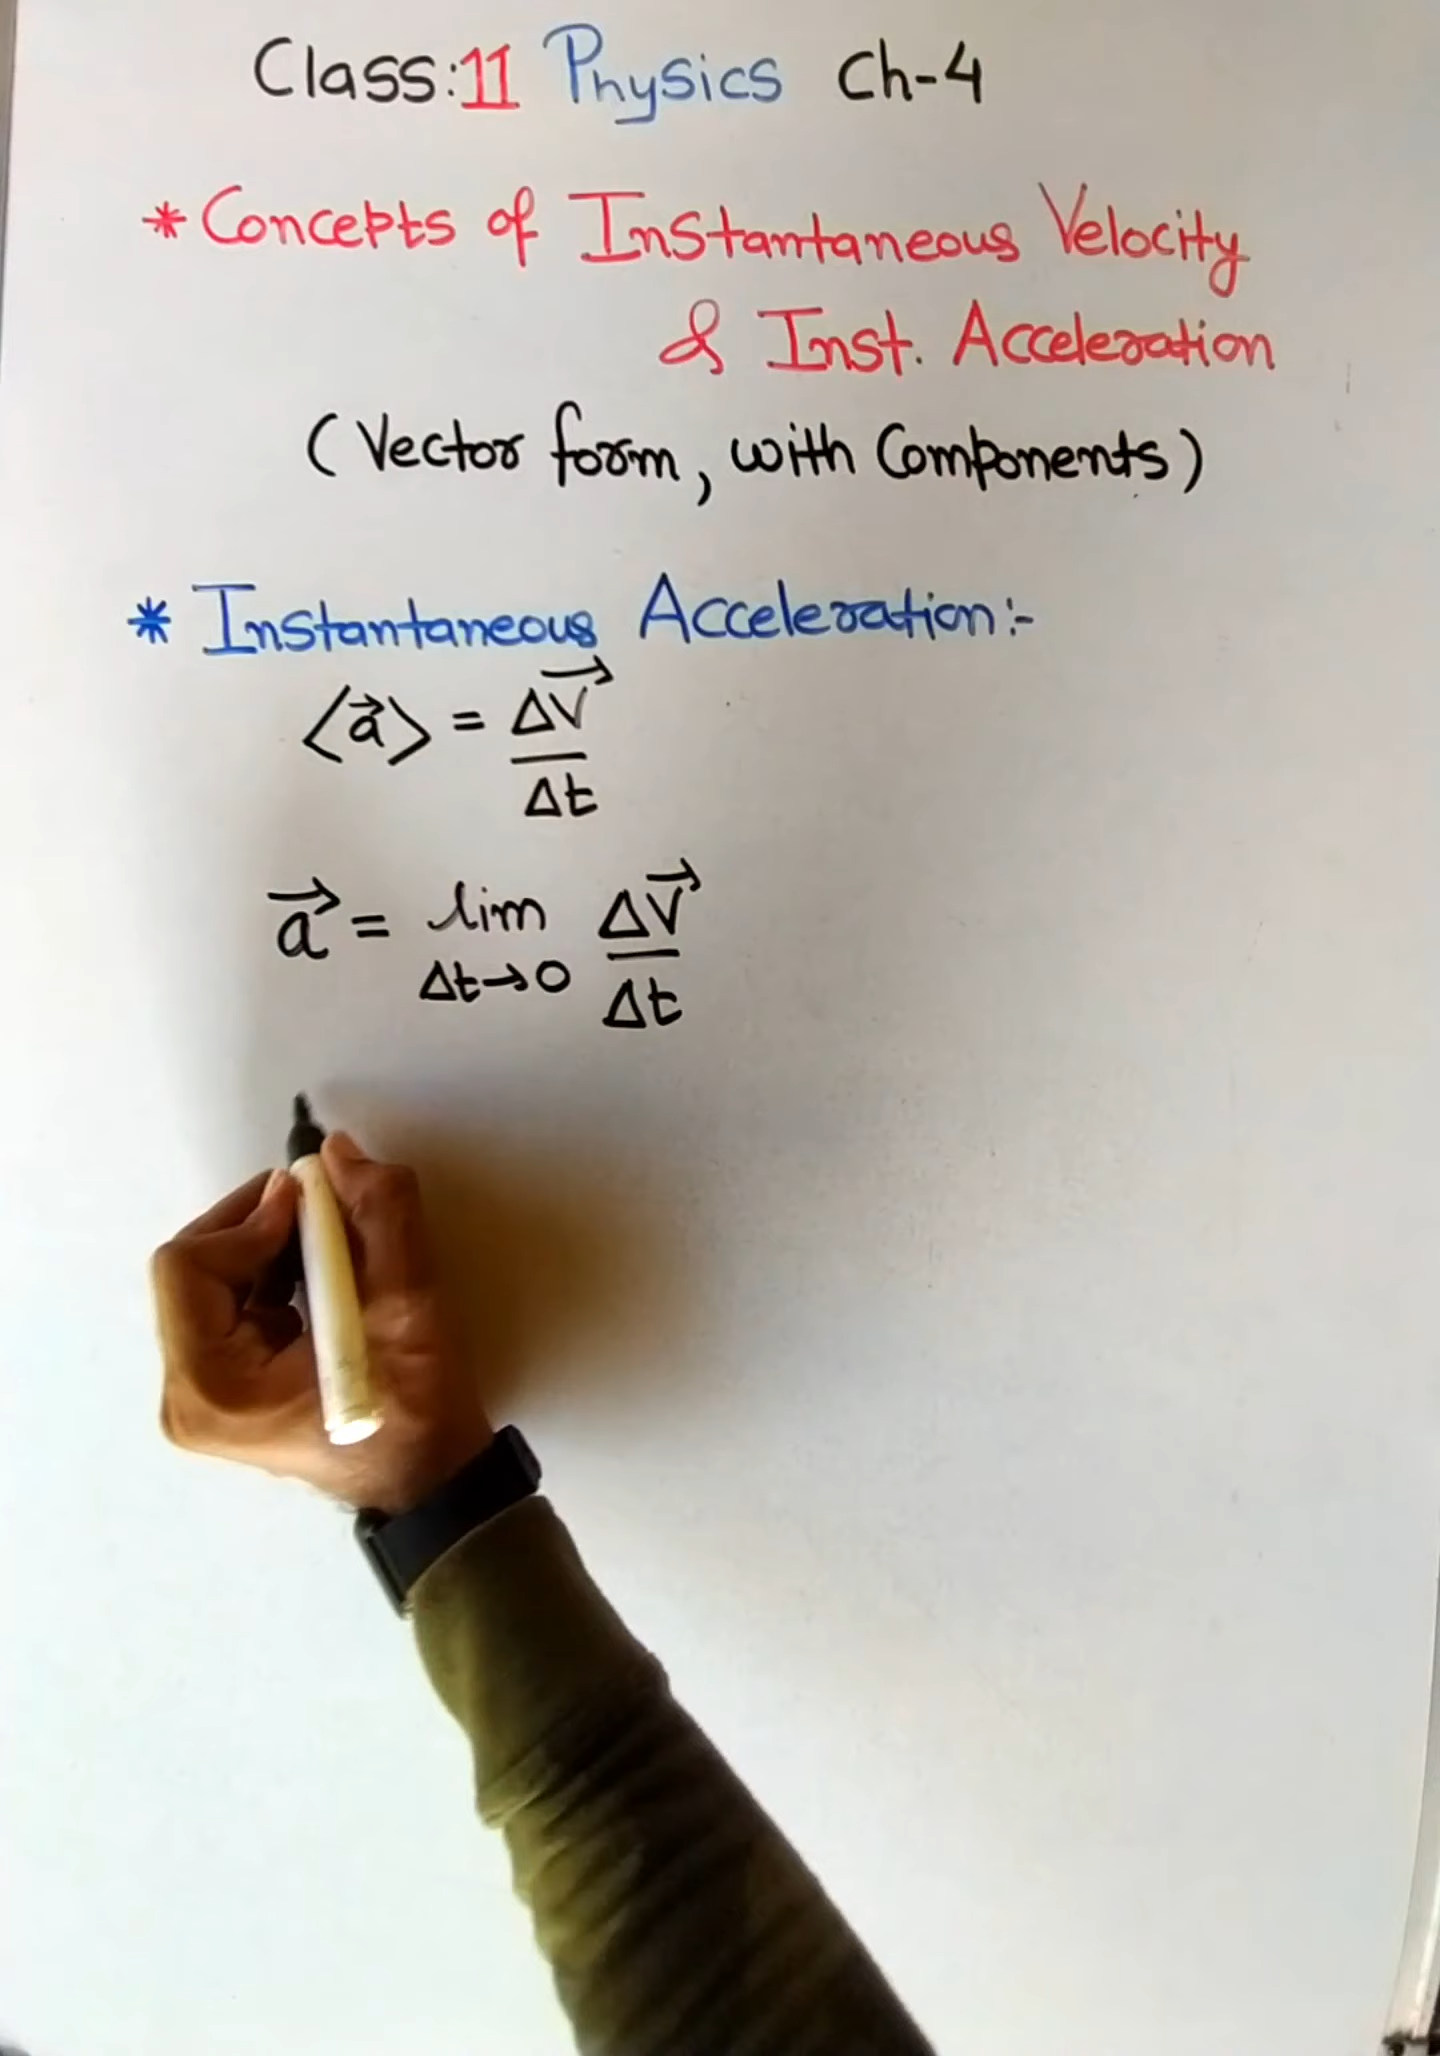 Class:11 Physics Ch-4
* Concepts of Instantaneous Velocity
& Inst. Acceleration
(Vector form, with Components)
* Instantaneous Acceleration:-
⟨a⃗⟩ = ΔV⃗ / Δt
a⃗ = lim Δt→0 ΔV⃗ / Δt